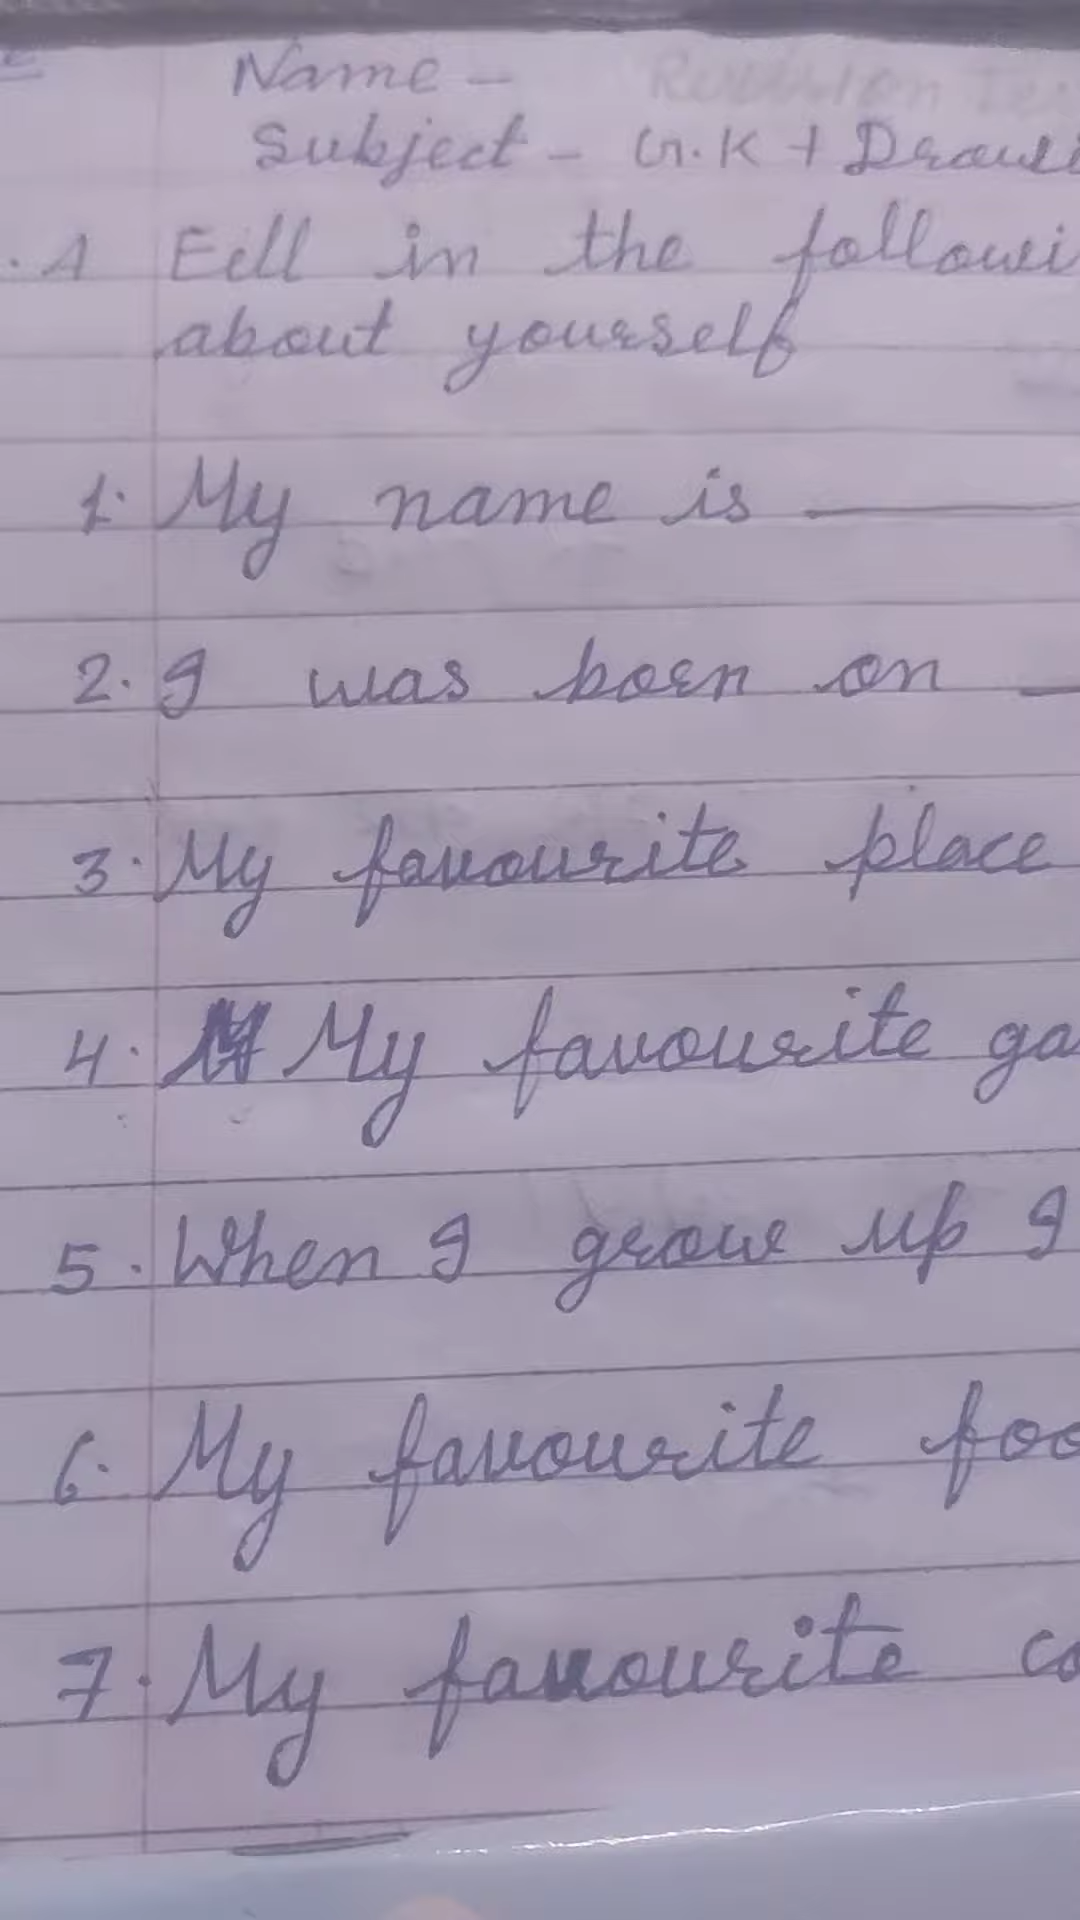 Name -
Subject - G.K + Drawi
.A Fill in the followi
about yourself
1. My name is ———
2. I was born on —
3. My favourite place
4. My favourite ga
5. When I grow up I
6. My favourite foo
7. My favourite co